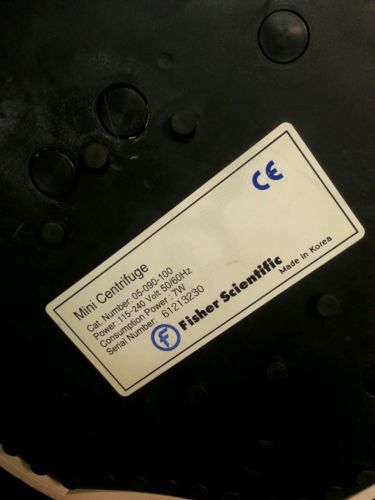 CE
Mini Centrifuge
Cat. Number: 05-090-100
Power: 115-240 Volt 50/60Hz
Consumption Power : 7W
Serial Number: 61213230
F Fisher Scientific
Made in Korea